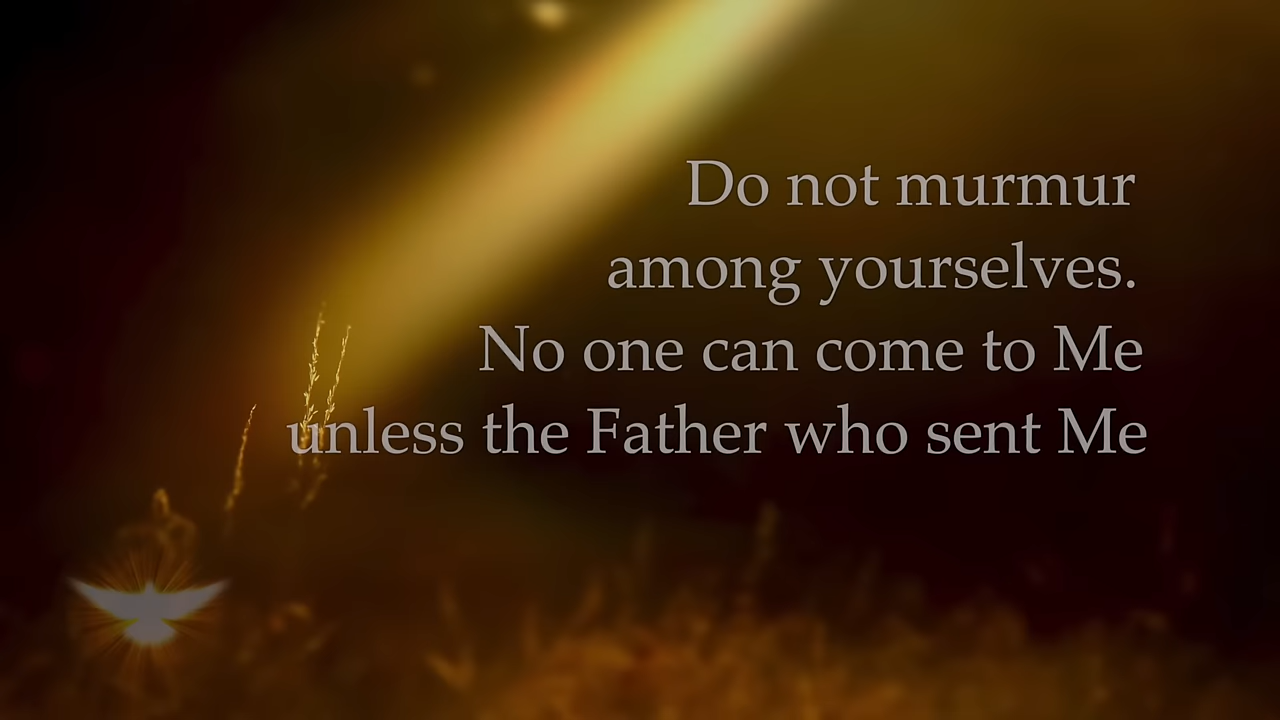 Do not murmur
among yourselves.
No one can come to Me
unless the Father who sent Me